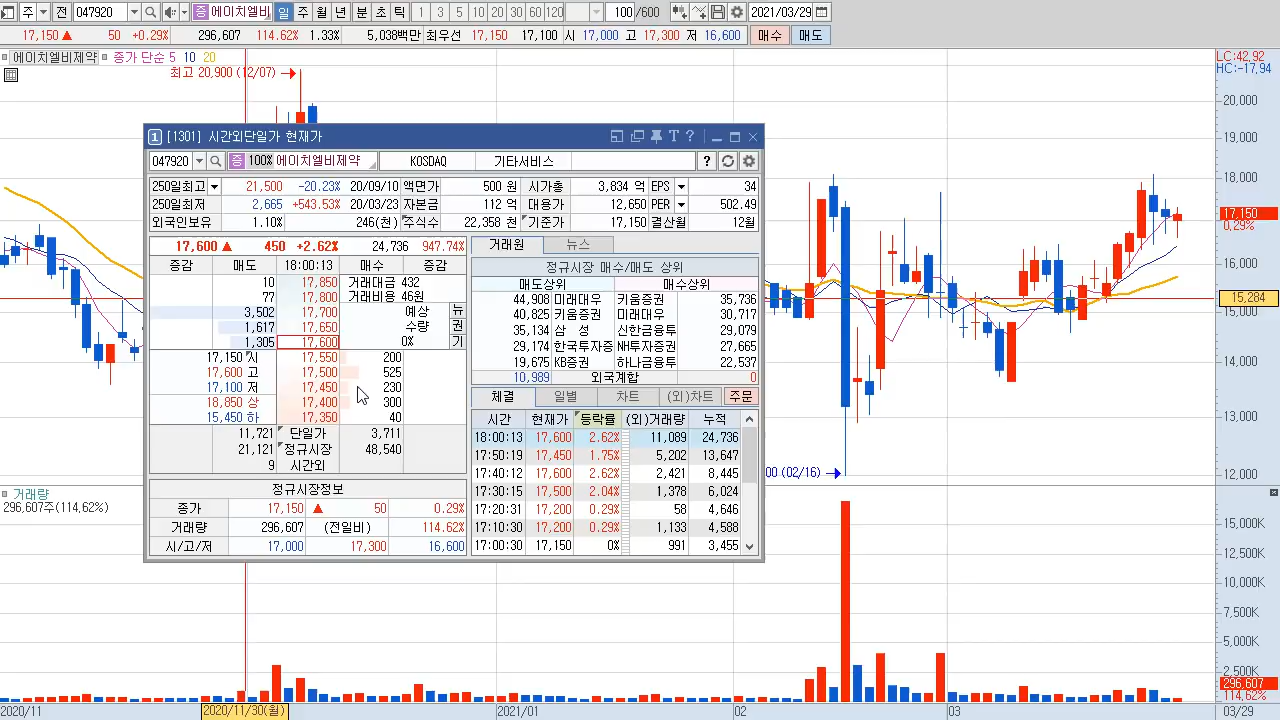 주 전 047920 증 에이치엘비 일 주 월 년 분 초 틱 1 3 5 10 20 30 60 120 100 /600 2021/03/29
17,150 ▲ 50 +0.29% 296,607 114.62% 1.33% 5,038백만 최우선 17,150 17,100 시 17,000 고 17,300 저 16,600 매수 매도
에이치엘비제약 종가 단순 5 10 20
LC:42,92
HC:-17,94
최고 20,900 (12/07)
20,000
19,000
18,000
17,150
0,29%
16,000
15,284
15,000
14,000
13,000
12,000
00 (02/16)
1 [1301] 시간외단일가 현재가
047920 증 100% 에이치엘비제약 KOSDAQ 기타서비스 ?
250일최고 21,500 -20.23% 20/09/10 액면가 500 원 시가총 3,834 억 EPS 34
250일최저 2,665 +543.53% 20/03/23 자본금 112 억 대용가 12,650 PER 502.49
외국인보유 1.10% 246(천) 주식수 22,358 천 기준가 17,150 결산월 12월
17,600 ▲ 450 +2.62% 24,736 947.74%
증감 매도 18:00:13 매수 증감
10 17,850 거래대금 432
77 17,800 거래비용 46원
3,502 17,700 예상 뉴
1,617 17,650 수량 권
1,305 17,600 0% 기
17,150 시 17,550 200
17,600 고 17,500 525
17,100 저 17,450 230
18,850 상 17,400 300
15,450 하 17,350 40
11,721 단일가 3,711
21,121 정규시장 48,540
9 시간외
정규시장정보
종가 17,150 ▲ 50 0.29%
거래량 296,607 (전일비) 114.62%
시/고/저 17,000 17,300 16,600
거래원 뉴스
정규시장 매수/매도 상위
매도상위 매수상위
44,908 미래대우 키움증권 35,736
40,825 키움증권 미래대우 30,717
35,134 삼 성 신한금융투 29,079
29,174 한국투자증 NH투자증권 27,665
19,675 KB증권 하나금융투 22,537
10,989 외국계합 0
체결 일별 차트 (외)차트 주문
시간 현재가 등락률 (외)거래량 누적
18:00:13 17,600 2.62% 11,089 24,736
17:50:19 17,450 1.75% 5,202 13,647
17:40:12 17,600 2.62% 2,421 8,445
17:30:15 17,500 2.04% 1,378 6,024
17:20:31 17,200 0.29% 58 4,646
17:10:30 17,200 0.29% 1,133 4,588
17:00:30 17,150 0% 991 3,455
거래량
296,607주(114,62%)
15,000K
12,500K
10,000K
7,500K
5,000K
2,500K
296,607
114,62%
2020/11 2020/11/30(월) 2021/01 02 03 03/29